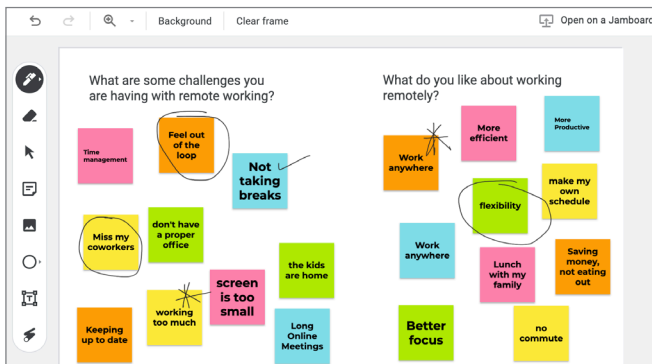 Background
Clear frame
Open on a Jamboard
What are some challenges you
are having with remote working?
Time
management
Feel out
of the
loop
Not
taking
breaks
Miss my
coworkers
don't have
a proper
office
the kids
are home
screen
is too
small
working
too much
Keeping
up to date
Long
Online
Meetings
What do you like about working
remotely?
Work
anywhere
More
efficient
More
Productive
flexibility
make my
own
schedule
Work
anywhere
Lunch
with my
family
Saving
money,
not eating
out
Better
focus
no
commute